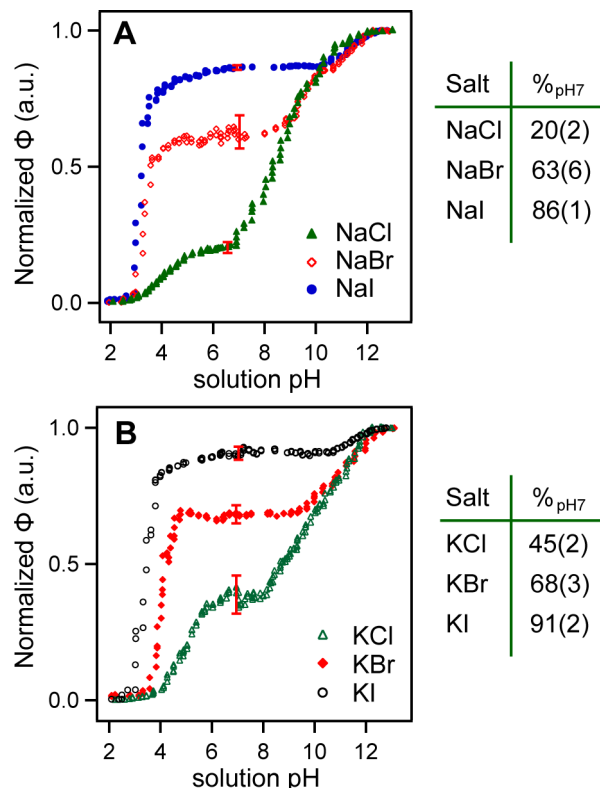 A
Normalized Φ (a.u.)
1.0
0.5
0.0
NaCl
NaBr
NaI
2 4 6 8 10 12
solution pH
Salt %pH7
NaCl 20(2)
NaBr 63(6)
NaI 86(1)
B
Normalized Φ (a.u.)
1.0
0.5
0.0
KCl
KBr
KI
2 4 6 8 10 12
solution pH
Salt %pH7
KCl 45(2)
KBr 68(3)
KI 91(2)